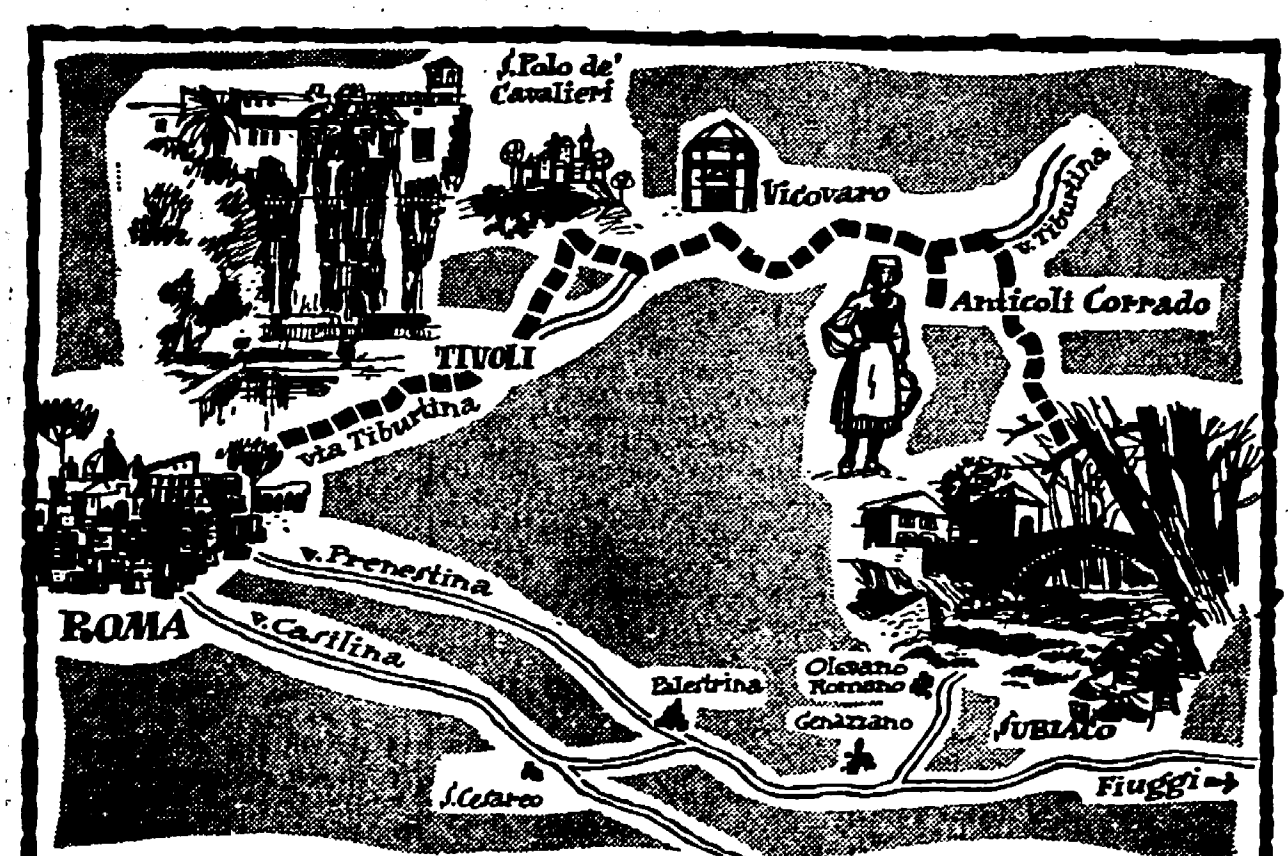 S. Polo de'
Cavalieri
Vicovaro
v. Tiburtina
Anticoli Corrado
TIVOLI
via Tiburtina
v. Prenestina
ROMA
v. Casilina
Palestrina
Olevano
Romano
Genazzano
SUBIACO
S. Cesareo
Fiuggi